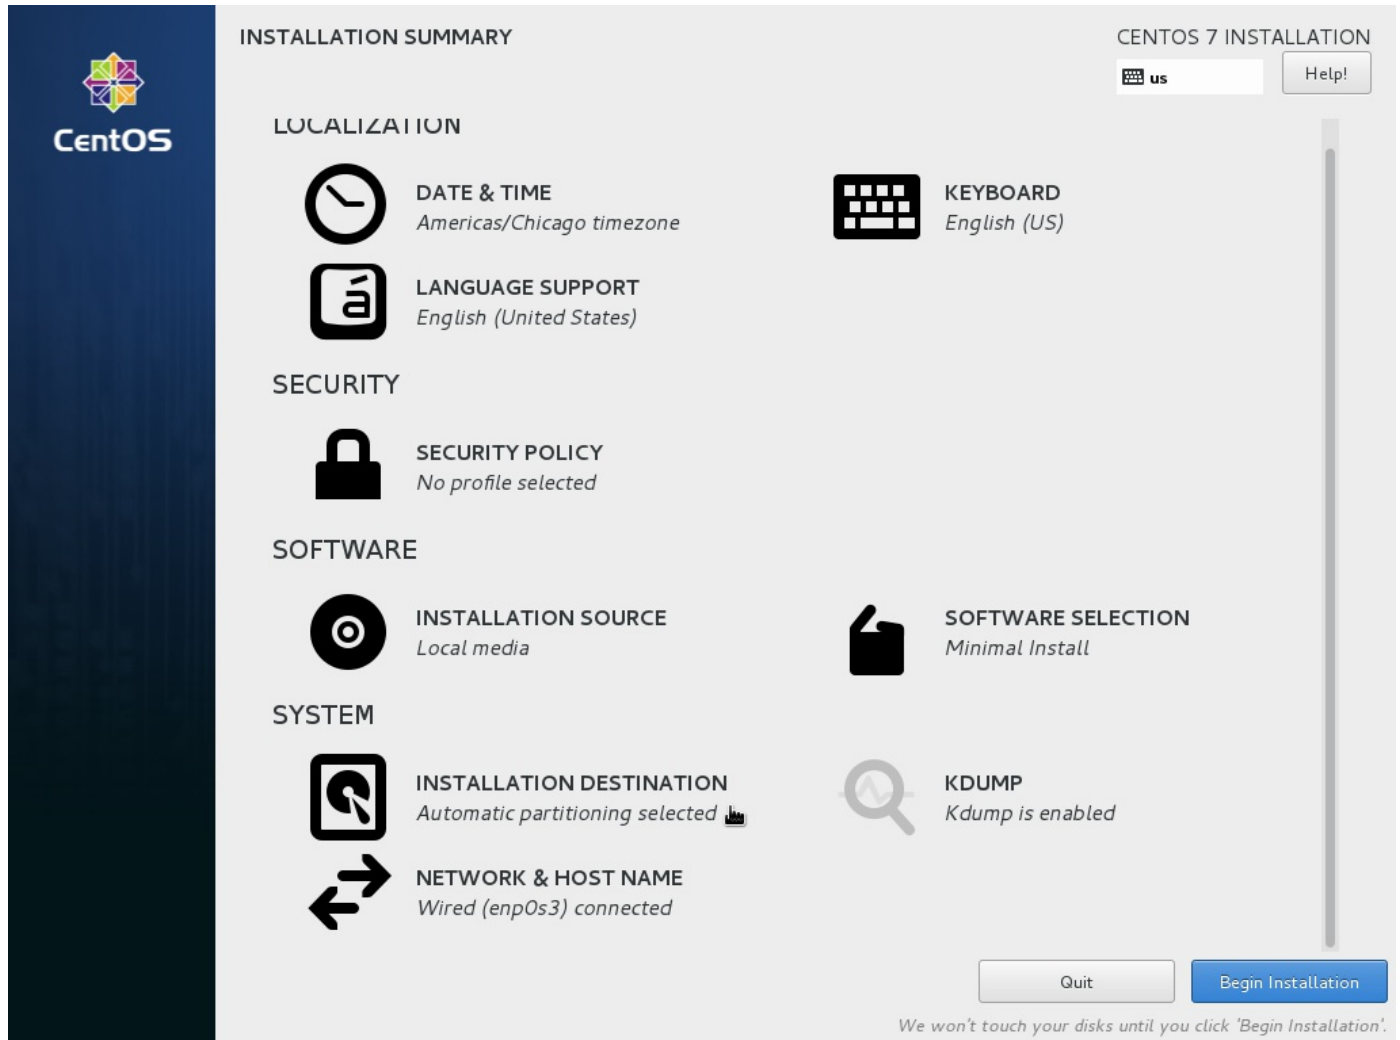 CentOS
INSTALLATION SUMMARY
CENTOS 7 INSTALLATION
us
Help!
LOCALIZATION
DATE & TIME
Americas/Chicago timezone
KEYBOARD
English (US)
LANGUAGE SUPPORT
English (United States)
SECURITY
SECURITY POLICY
No profile selected
SOFTWARE
INSTALLATION SOURCE
Local media
SOFTWARE SELECTION
Minimal Install
SYSTEM
INSTALLATION DESTINATION
Automatic partitioning selected
KDUMP
Kdump is enabled
NETWORK & HOST NAME
Wired (enp0s3) connected
Quit
Begin Installation
We won't touch your disks until you click 'Begin Installation'.